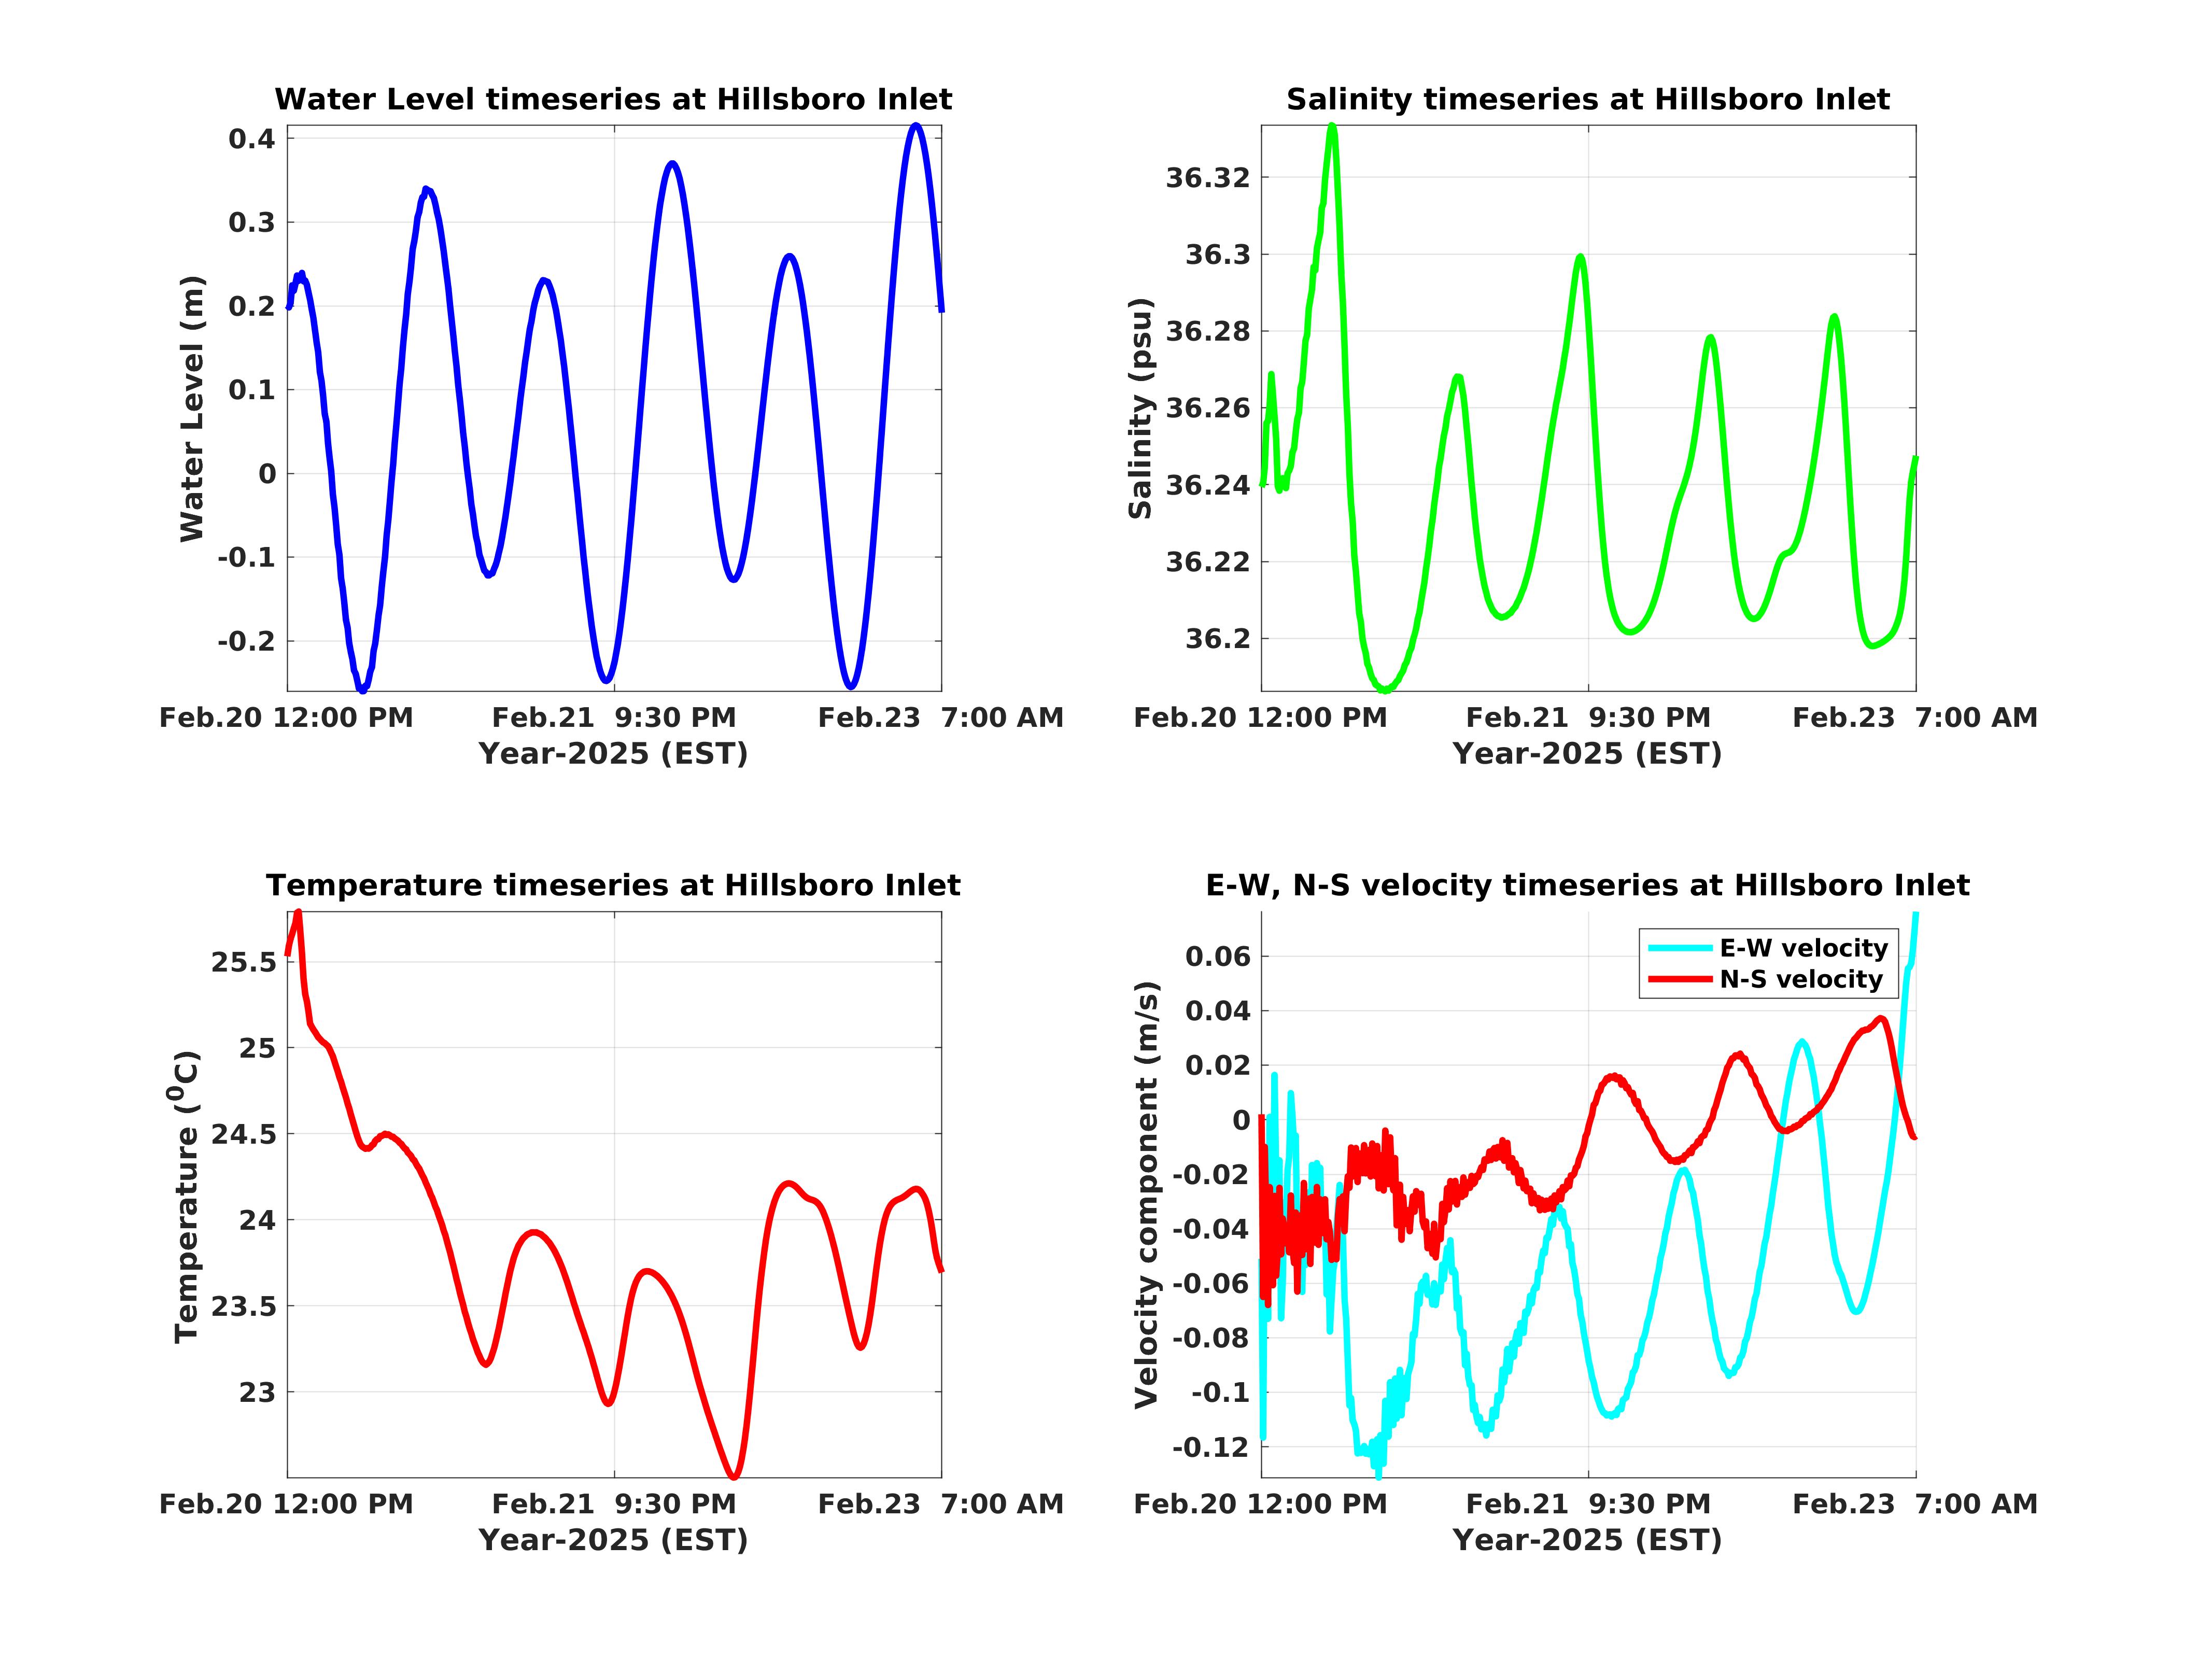 Water Level timeseries at Hillsboro Inlet
0.4
0.3
0.2
0.1
0
-0.1
-0.2
Water Level (m)
Feb.20 12:00 PM
Feb.21  9:30 PM
Feb.23  7:00 AM
Year-2025 (EST)
Salinity timeseries at Hillsboro Inlet
36.32
36.3
36.28
36.26
36.24
36.22
36.2
Salinity (psu)
Feb.20 12:00 PM
Feb.21  9:30 PM
Feb.23  7:00 AM
Year-2025 (EST)
Temperature timeseries at Hillsboro Inlet
25.5
25
24.5
24
23.5
23
Temperature (⁰C)
Feb.20 12:00 PM
Feb.21  9:30 PM
Feb.23  7:00 AM
Year-2025 (EST)
E-W, N-S velocity timeseries at Hillsboro Inlet
E-W velocity
N-S velocity
0.06
0.04
0.02
0
-0.02
-0.04
-0.06
-0.08
-0.1
-0.12
Velocity component (m/s)
Feb.20 12:00 PM
Feb.21  9:30 PM
Feb.23  7:00 AM
Year-2025 (EST)